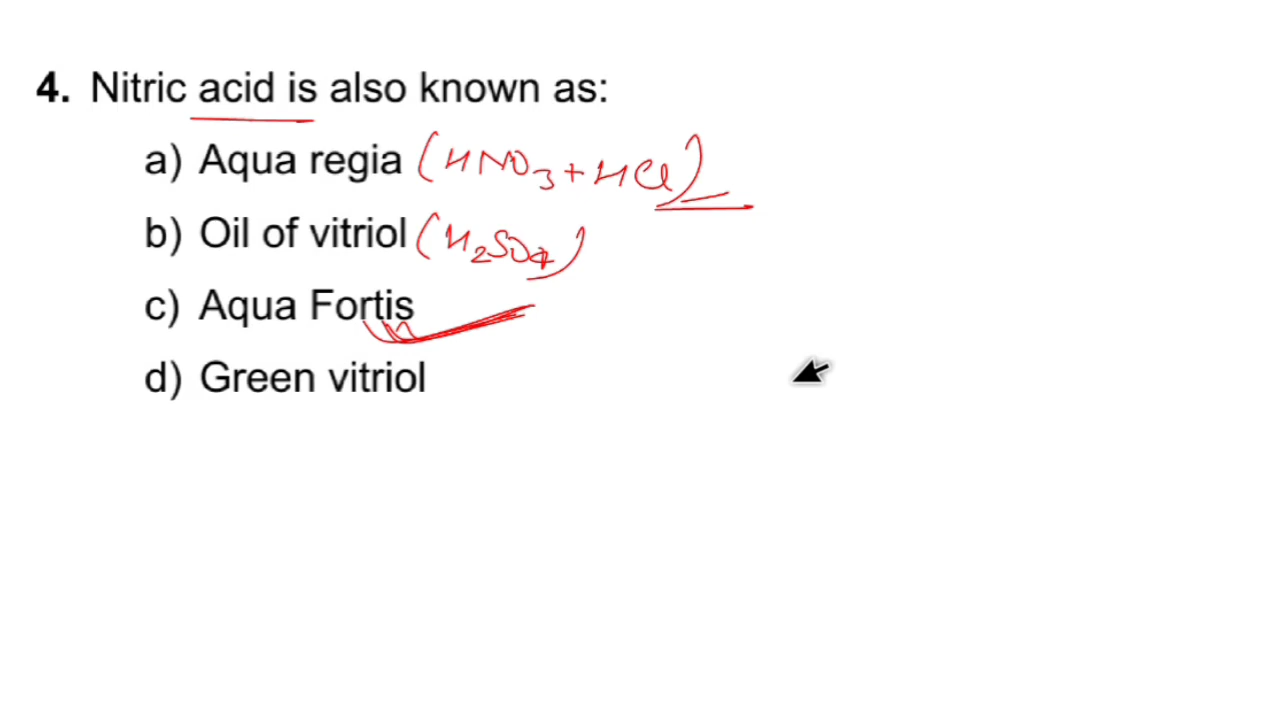 4. Nitric acid is also known as:
a) Aqua regia (HNO3+HCl)
b) Oil of vitriol (H2SO4)
c) Aqua Fortis
d) Green vitriol